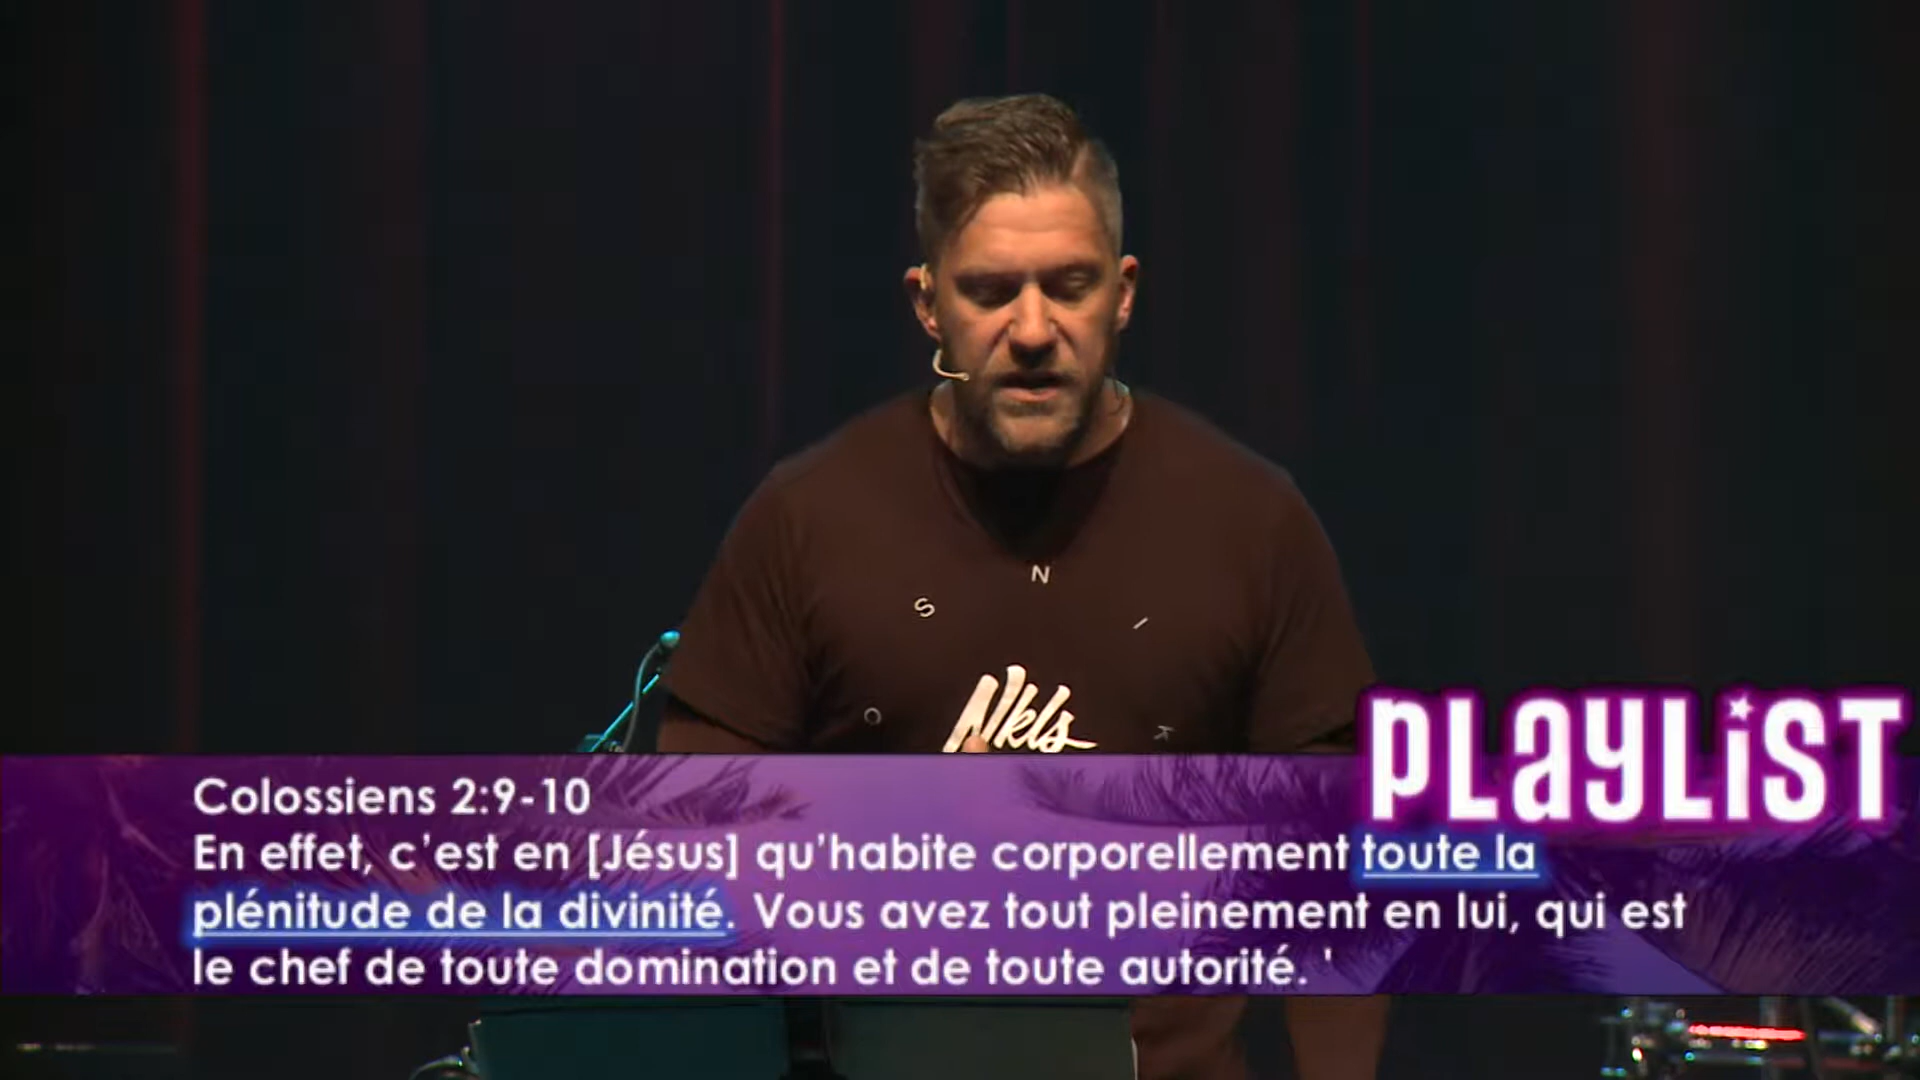 N
S
I
Nkls
O
K
PLAYLIST
Colossiens 2:9-10
En effet, c’est en [Jésus] qu’habite corporellement toute la
plénitude de la divinité. Vous avez tout pleinement en lui, qui est
le chef de toute domination et de toute autorité. '